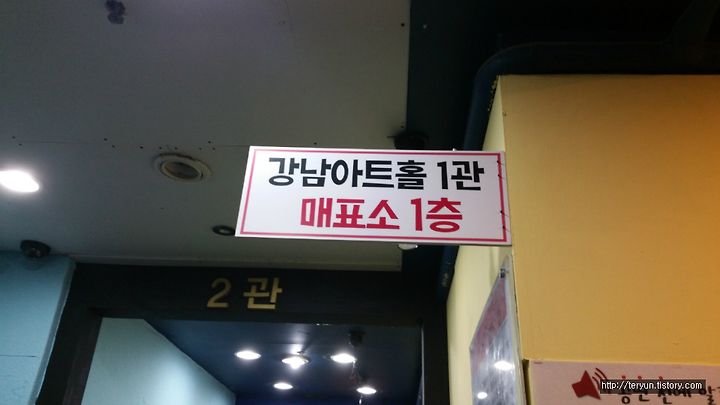 강남아트홀 1관
매표소 1층
2관
http://teryun.tistory.com